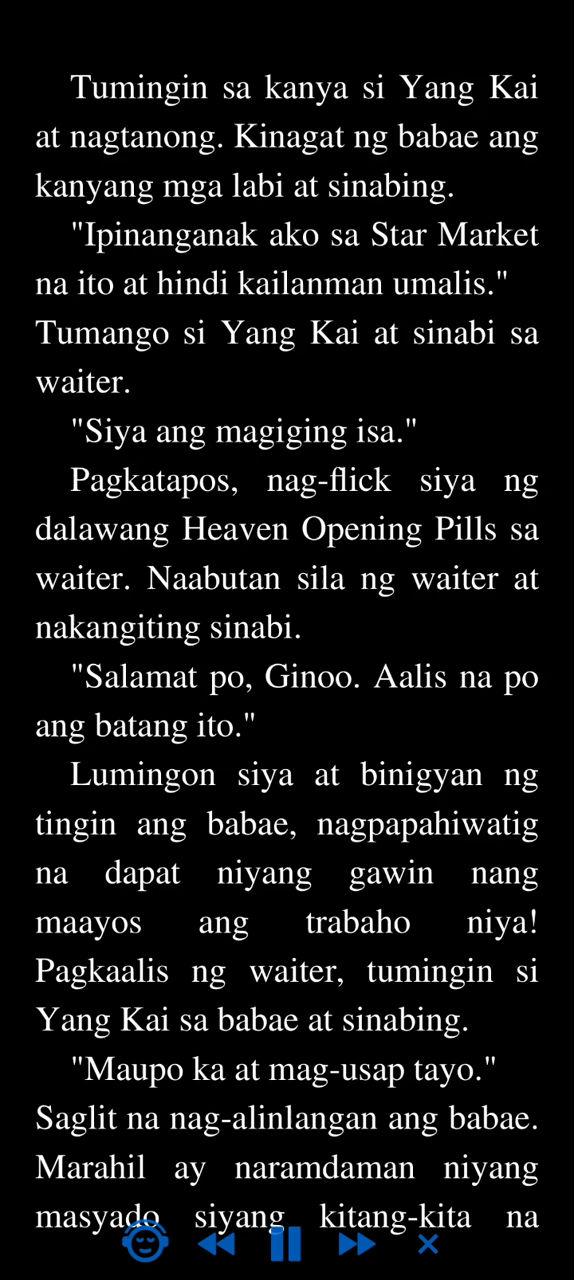 Tumingin sa kanya si Yang Kai
at nagtanong. Kinagat ng babae ang
kanyang mga labi at sinabing.
"Ipinanganak ako sa Star Market
na ito at hindi kailanman umalis."
Tumango si Yang Kai at sinabi sa
waiter.
"Siya ang magiging isa."
Pagkatapos, nag-flick siya ng
dalawang Heaven Opening Pills sa
waiter. Naabutan sila ng waiter at
nakangiting sinabi.
"Salamat po, Ginoo. Aalis na po
ang batang ito."
Lumingon siya at binigyan ng
tingin ang babae, nagpapahiwatig
na dapat niyang gawin nang
maayos ang trabaho niya!
Pagkaalis ng waiter, tumingin si
Yang Kai sa babae at sinabing.
"Maupo ka at mag-usap tayo."
Saglit na nag-alinlangan ang babae.
Marahil ay naramdaman niyang
masyado siyang kitang-kita na